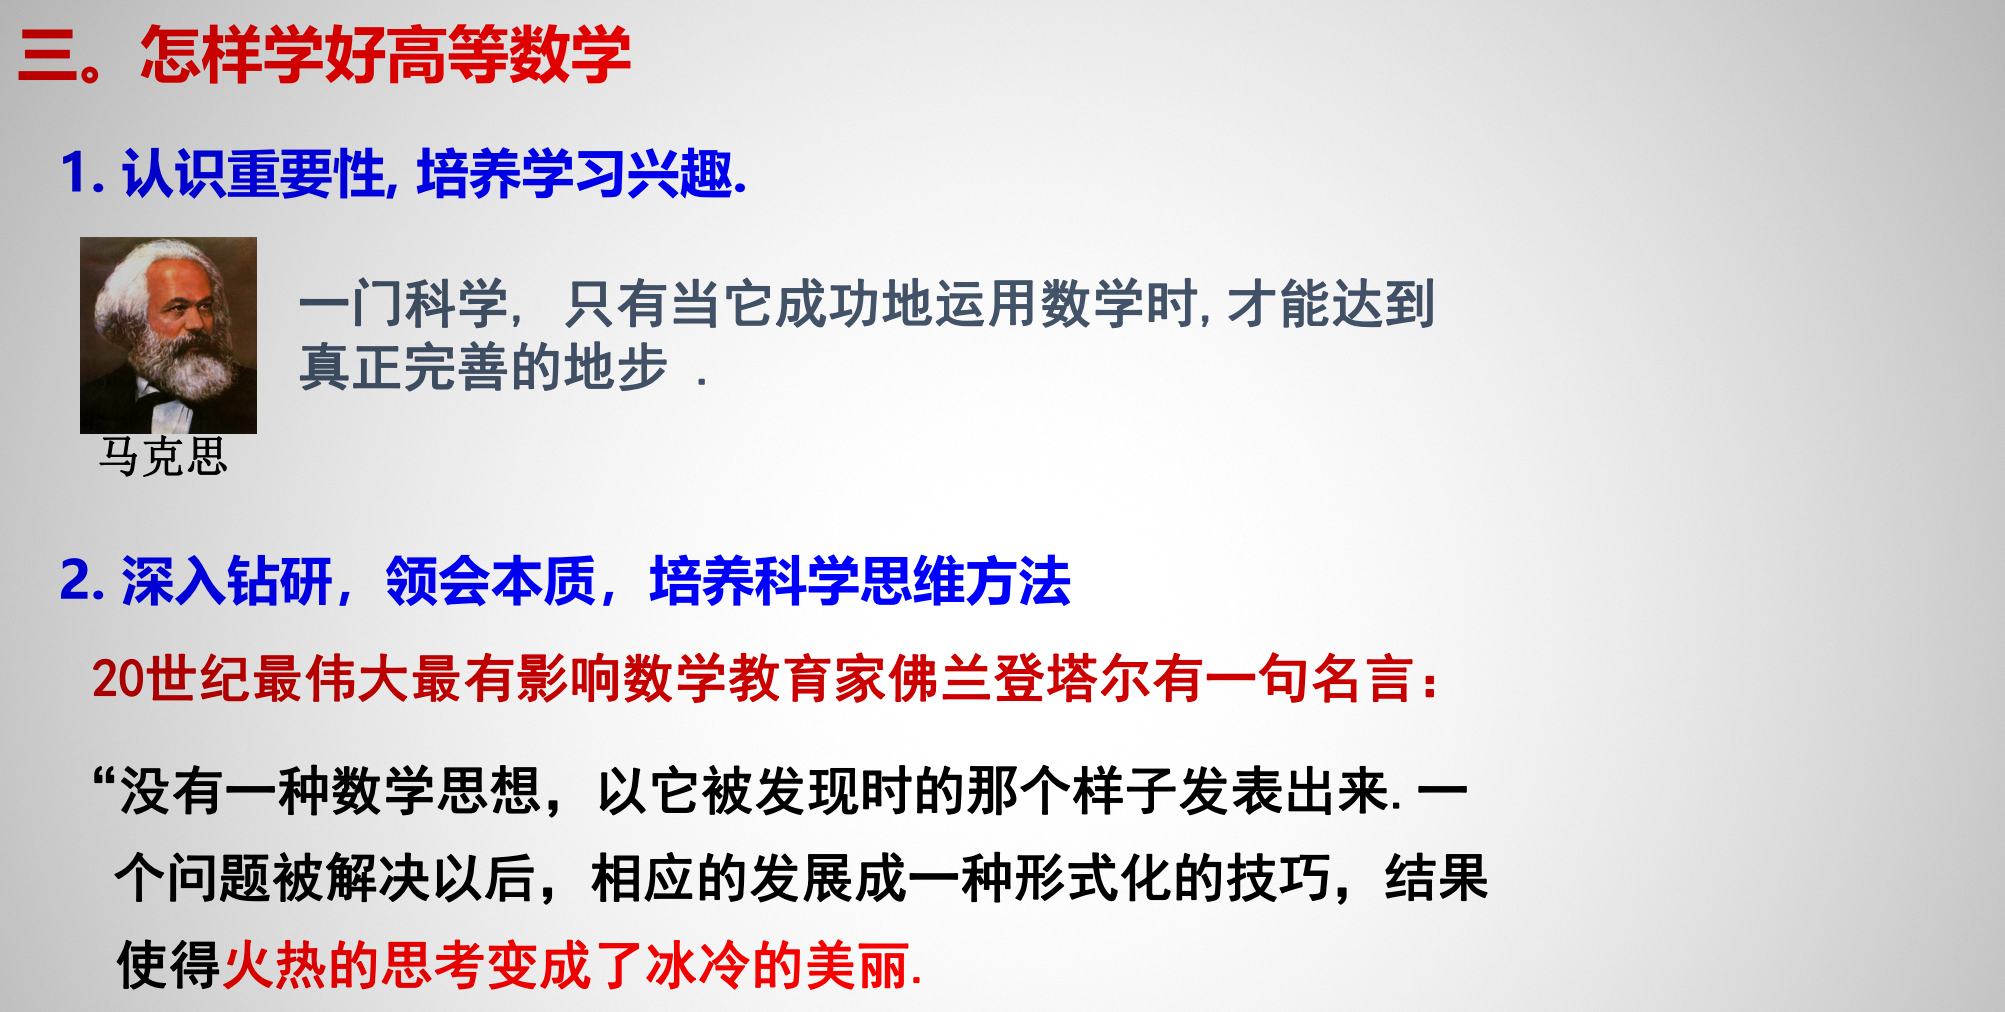 三。怎样学好高等数学
1. 认识重要性, 培养学习兴趣.
一门科学, 只有当它成功地运用数学时, 才能达到
真正完善的地步 .
马克思
2. 深入钻研，领会本质，培养科学思维方法
20世纪最伟大最有影响数学教育家佛兰登塔尔有一句名言：
“没有一种数学思想，以它被发现时的那个样子发表出来. 一
个问题被解决以后，相应的发展成一种形式化的技巧，结果
使得火热的思考变成了冰冷的美丽.